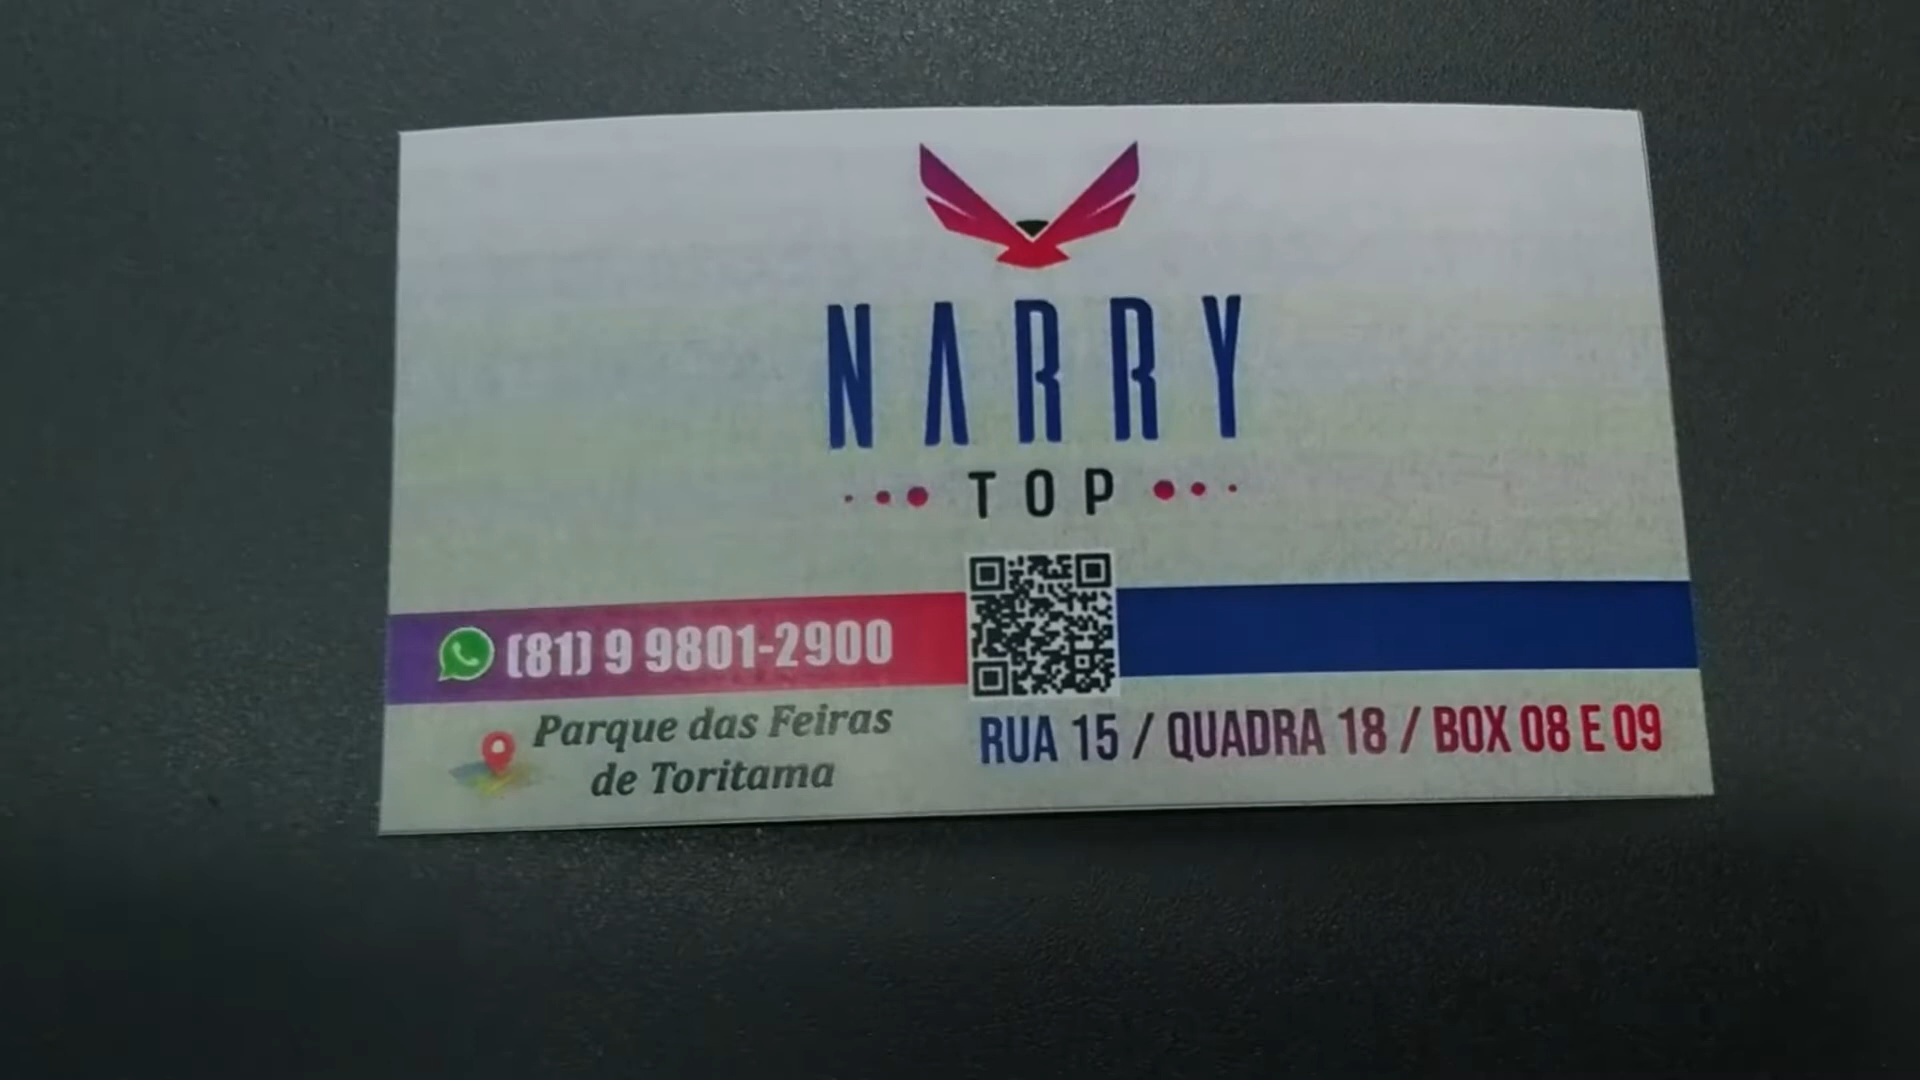 NARRY
TOP
(81) 9 9801-2900
Parque das Feiras
de Toritama
RUA 15 / QUADRA 18 / BOX 08 E 09